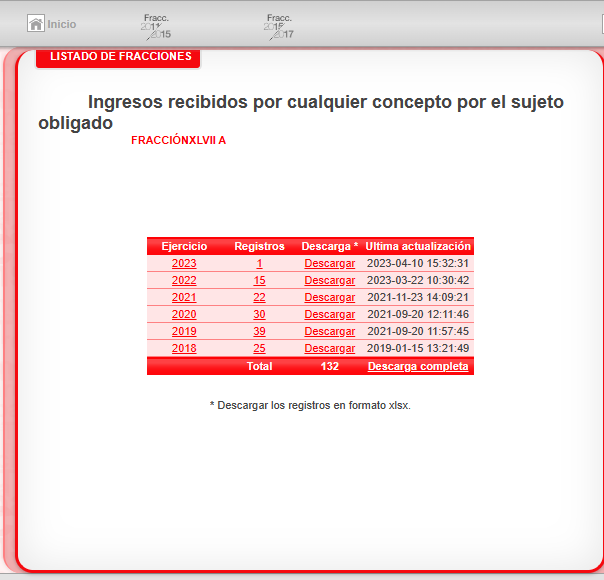 Inicio
Fracc.
2015
Fracc.
2017
LISTADO DE FRACCIONES
Ingresos recibidos por cualquier concepto por el sujeto
obligado
FRACCIÓNXLVII A
Ejercicio Registros Descarga * Ultima actualización
2023 1 Descargar 2023-04-10 15:32:31
2022 15 Descargar 2023-03-22 10:30:42
2021 22 Descargar 2021-11-23 14:09:21
2020 30 Descargar 2021-09-20 12:11:46
2019 39 Descargar 2021-09-20 11:57:45
2018 25 Descargar 2019-01-15 13:21:49
Total 132 Descarga completa
* Descargar los registros en formato xlsx.